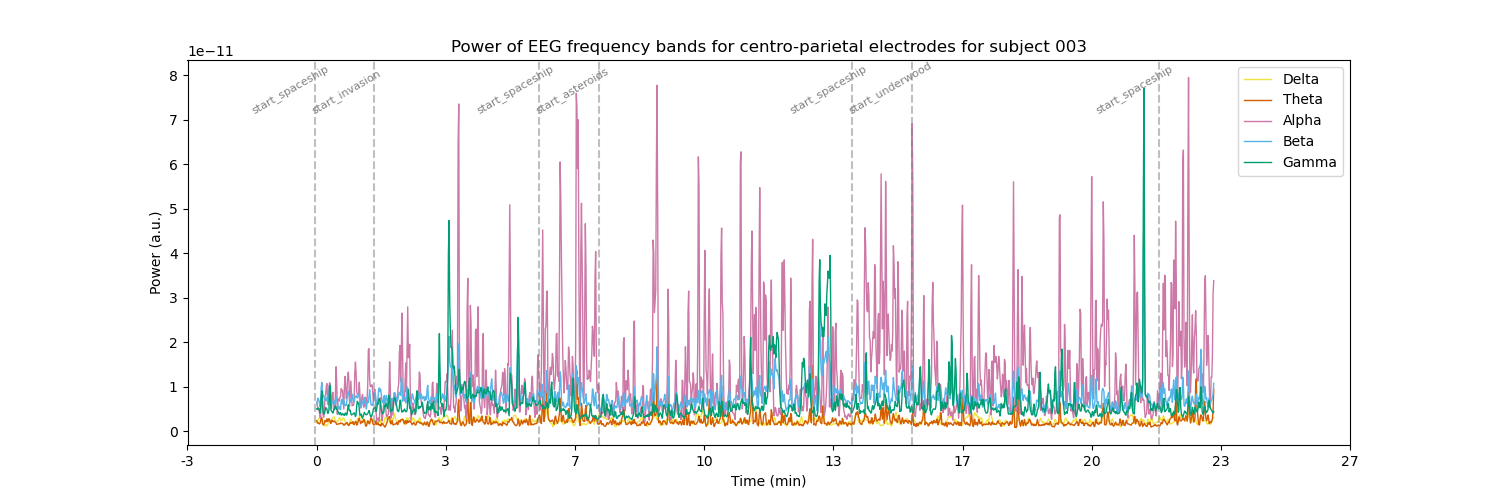 Power of EEG frequency bands for centro-parietal electrodes for subject 003
1e−11
start_spaceship
start_invasion
start_spaceship
start_asteroids
start_spaceship
start_underwood
start_spaceship
Delta
Theta
Alpha
Beta
Gamma
8
7
6
5
4
3
2
1
0
Power (a.u.)
-3 0 3 7 10 13 17 20 23 27
Time (min)